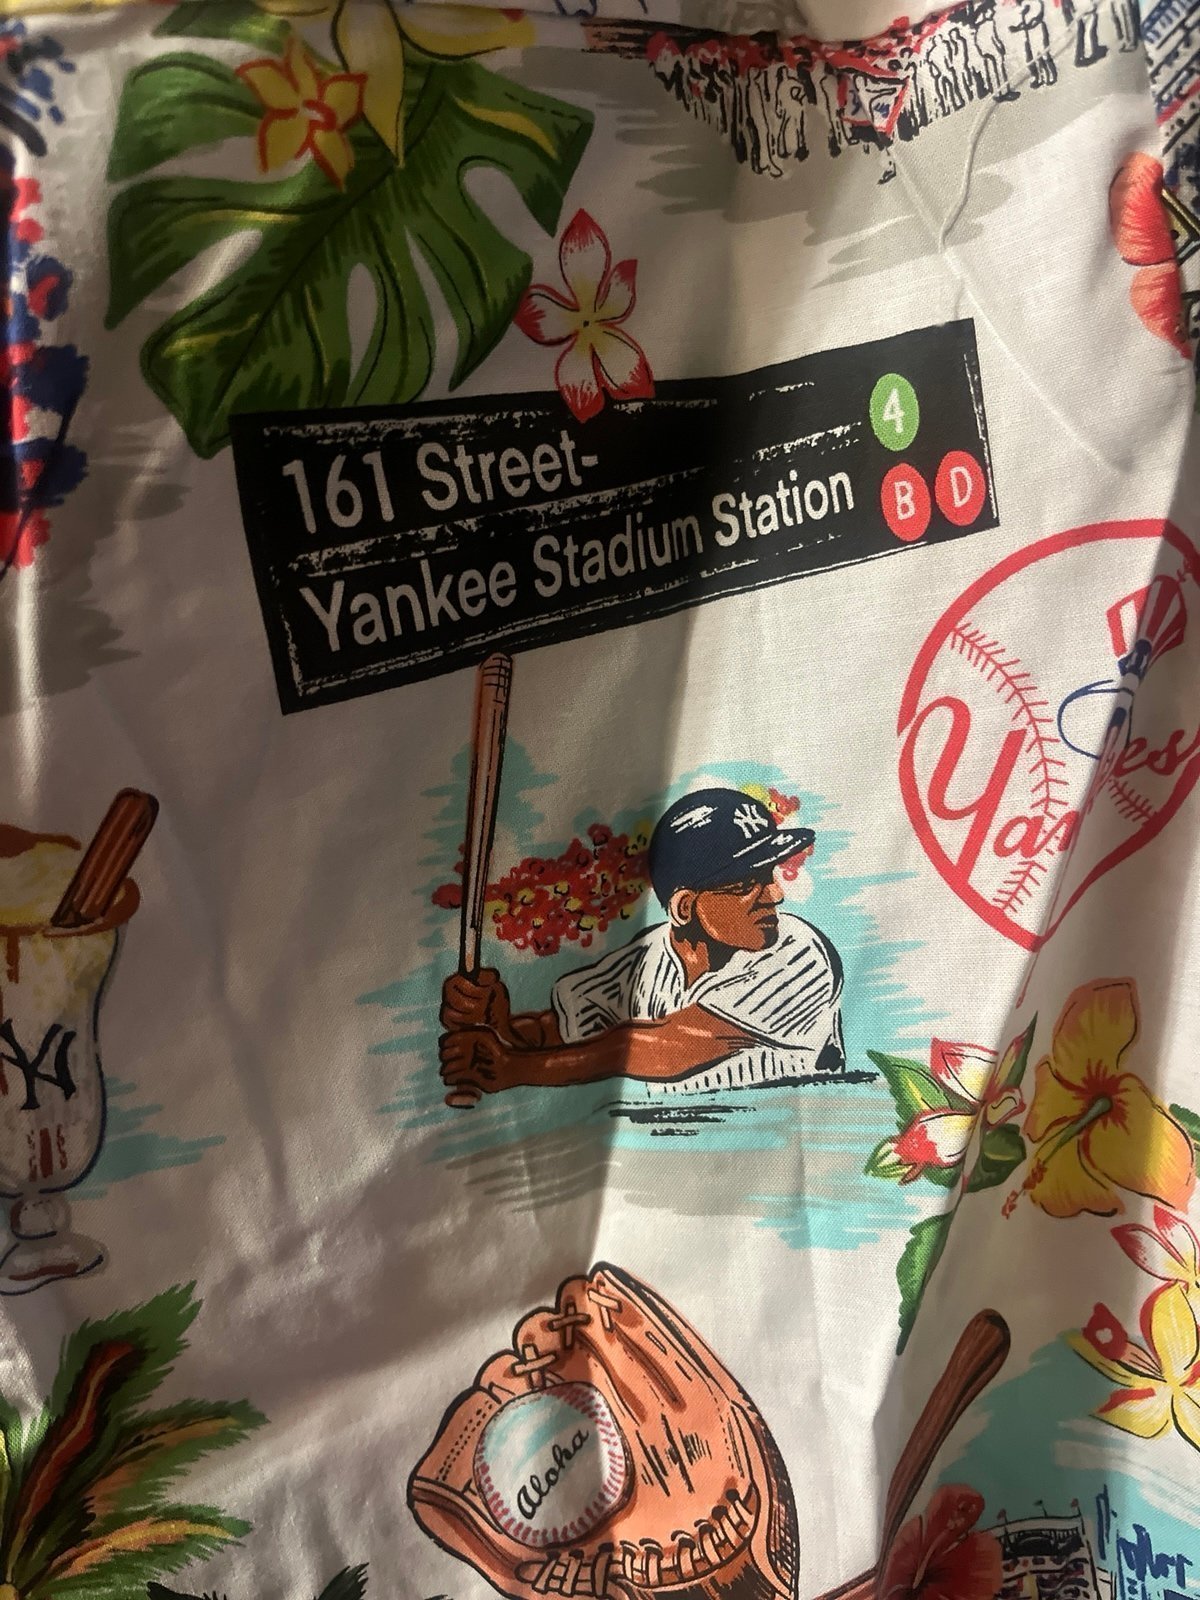 161 Street-
Yankee Stadium Station
4
B D
Yankees
NY
NY
Aloha